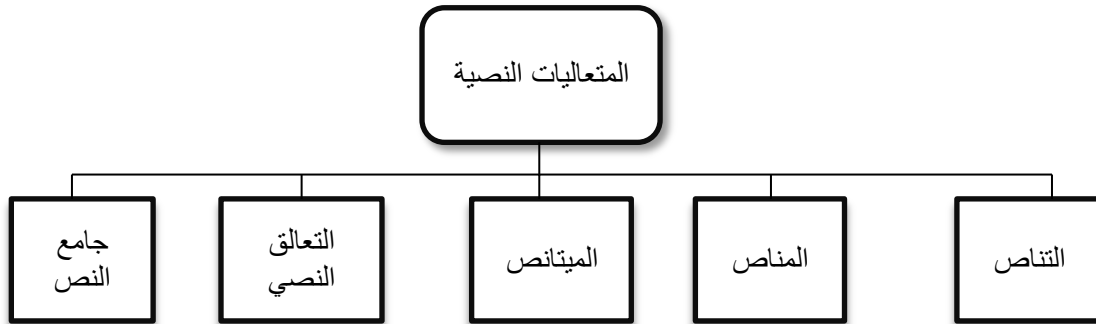 المتعاليات النصية
التناص
المناص
الميتانص
التعالق
النصي
جامع
النص